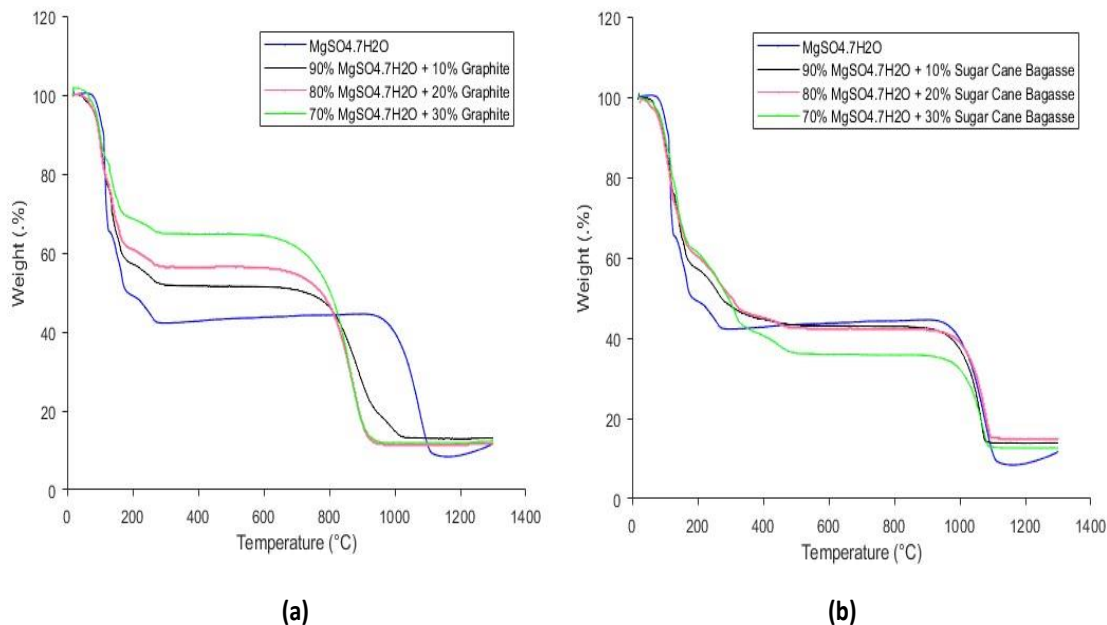 120
100
80
60
40
20
0
Weight (.%)
MgSO4.7H2O
90% MgSO4.7H2O + 10% Graphite
80% MgSO4.7H2O + 20% Graphite
70% MgSO4.7H2O + 30% Graphite
0 200 400 600 800 1000 1200 1400
Temperature (°C)
(a)
120
100
80
60
40
20
0
Weight (.%)
MgSO4.7H2O
90% MgSO4.7H2O + 10% Sugar Cane Bagasse
80% MgSO4.7H2O + 20% Sugar Cane Bagasse
70% MgSO4.7H2O + 30% Sugar Cane Bagasse
0 200 400 600 800 1000 1200 1400
Temperature (°C)
(b)